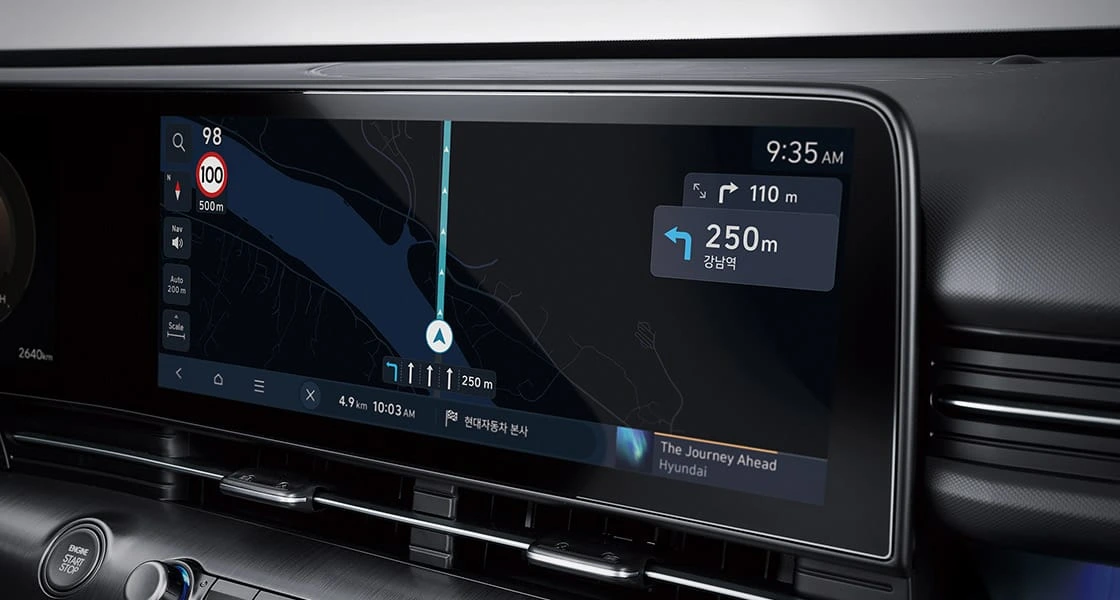 98
100
500m
N
Nav
Auto
200 m
Scale
9:35 AM
110 m
250m
강남역
H
2640km
250 m
4.9 km 10:03 AM
현대자동차 본사
The Journey Ahead
Hyundai
ENGINE
START
STOP